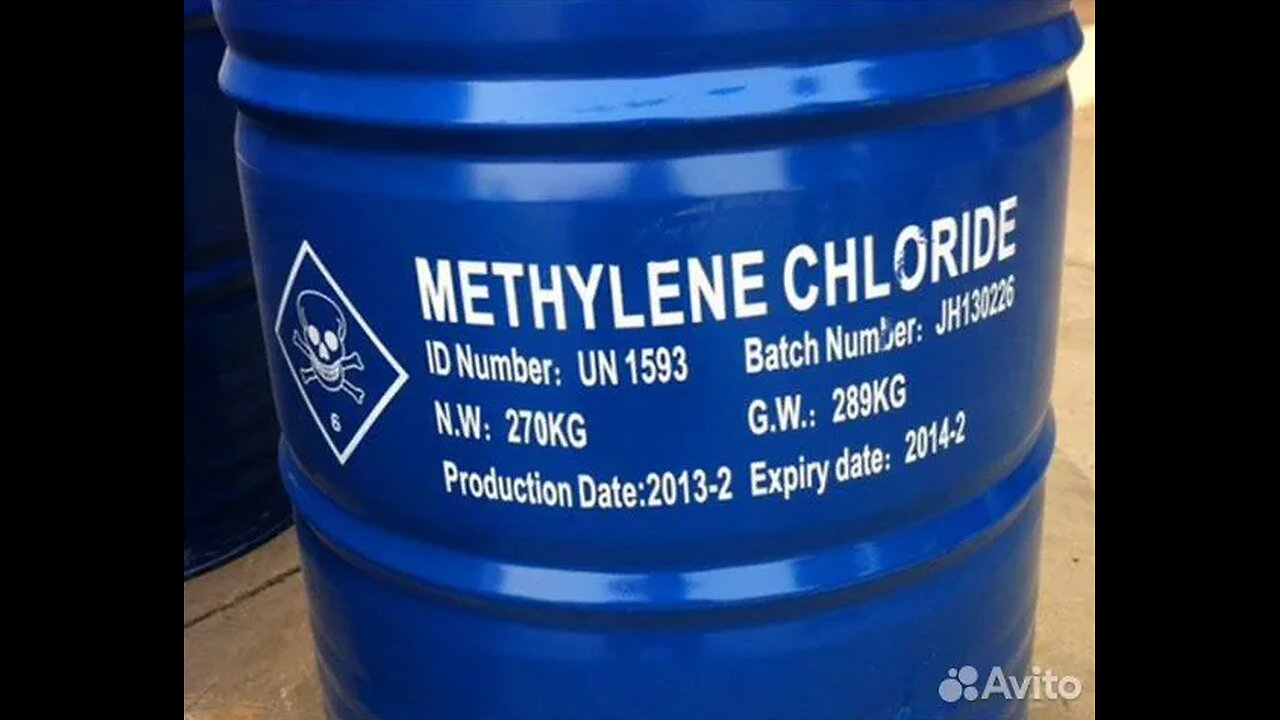 METHYLENE CHLORIDE
ID Number: UN 1593 Batch Number: JH130226
N.W: 270KG G.W.: 289KG
Production Date:2013-2 Expiry date: 2014-2
6
Avito